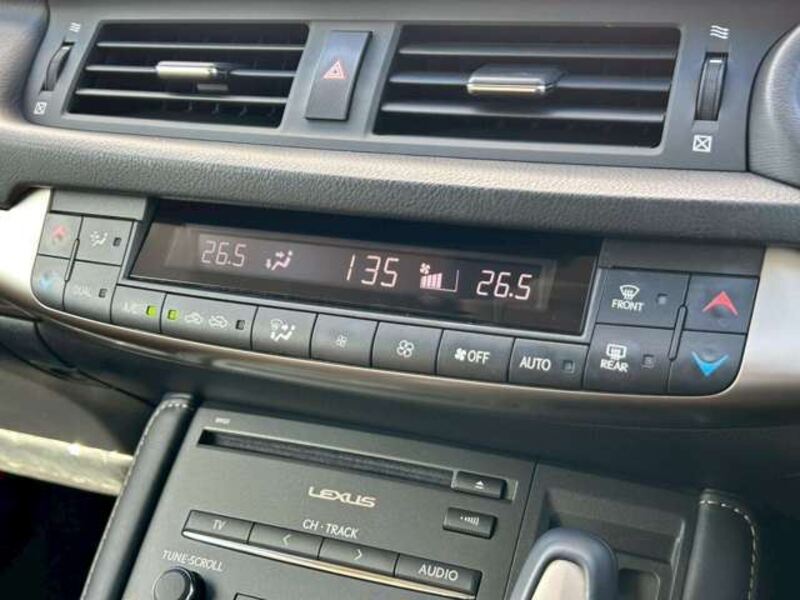 26.5 135 26.5
FRONT
DUAL
A/C
OFF
AUTO
REAR
LEXUS
TV
CH·TRACK
TUNE·SCROLL
AUDIO